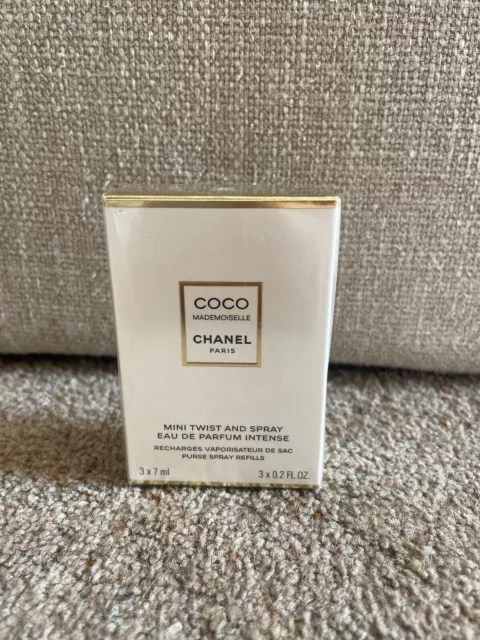 COCO
MADEMOISELLE
CHANEL
PARIS
MINI TWIST AND SPRAY
EAU DE PARFUM INTENSE
RECHARGES VAPORISATEUR DE SAC
PURSE SPRAY REFILLS
3 x 7 ml 3 x 0.2 FL.OZ.